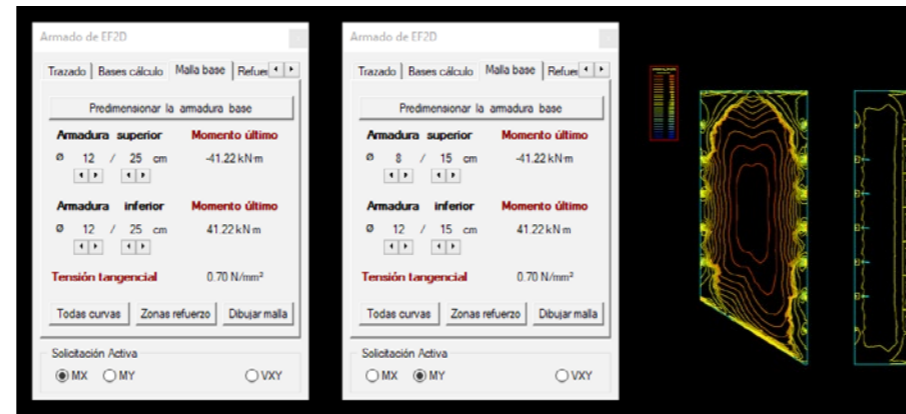 Armado de EF2D
Trazado Bases cálculo Malla base Refue
Predimensionar la armadura base
Armadura superior Momento último
Ø 12 / 25 cm -41.22 kN·m
Armadura inferior Momento último
Ø 12 / 25 cm 41.22 kN·m
Tensión tangencial 0.70 N/mm²
Todas curvas Zonas refuerzo Dibujar malla
Solicitación Activa
MX MY VXY
Armado de EF2D
Trazado Bases cálculo Malla base Refue
Predimensionar la armadura base
Armadura superior Momento último
Ø 8 / 15 cm -41.22 kN·m
Armadura inferior Momento último
Ø 12 / 15 cm 41.22 kN·m
Tensión tangencial 0.70 N/mm²
Todas curvas Zonas refuerzo Dibujar malla
Solicitación Activa
MX MY VXY